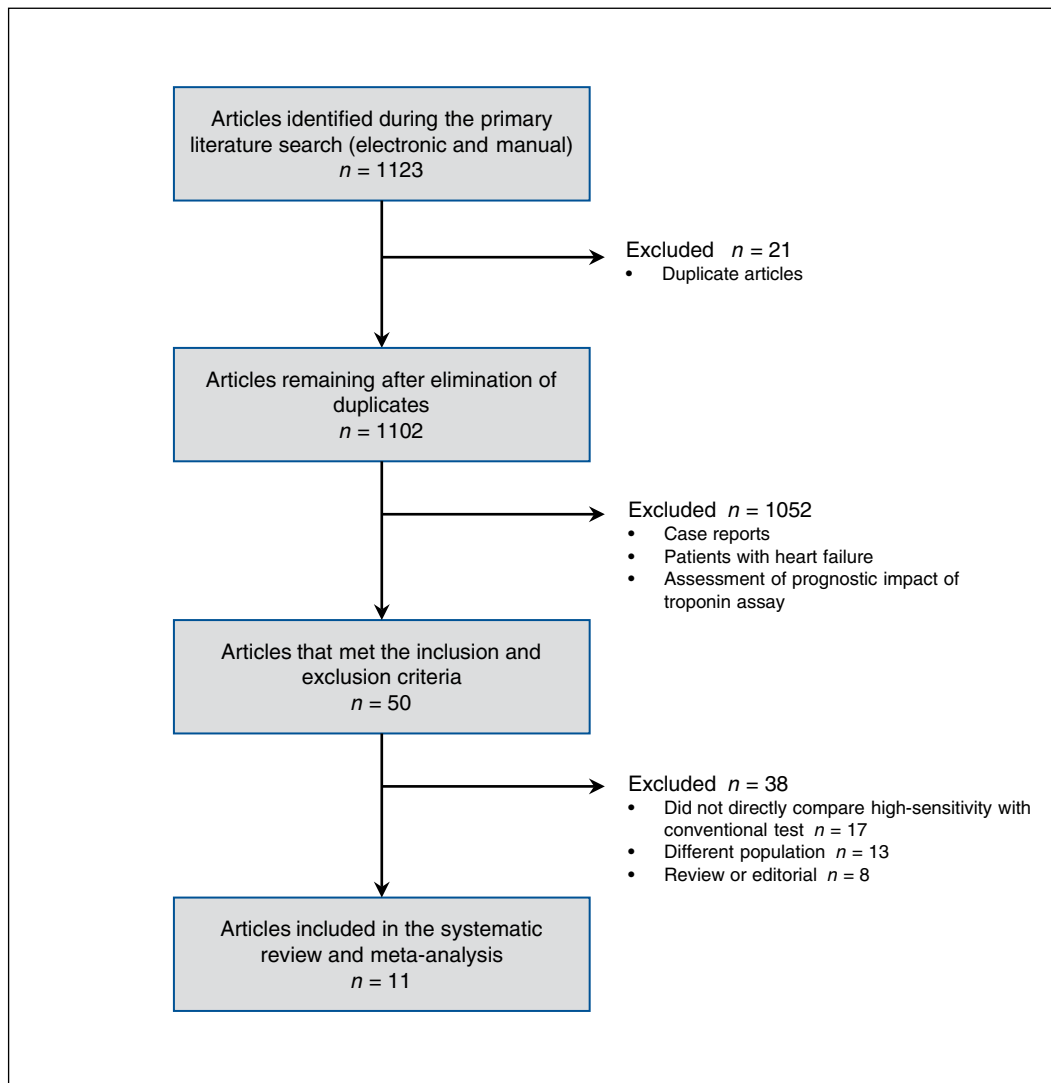 Articles identified during the primary
literature search (electronic and manual)
n = 1123
Excluded n = 21
• Duplicate articles
Articles remaining after elimination of
duplicates
n = 1102
Excluded n = 1052
• Case reports
• Patients with heart failure
• Assessment of prognostic impact of
troponin assay
Articles that met the inclusion and
exclusion criteria
n = 50
Excluded n = 38
• Did not directly compare high-sensitivity with
conventional test n = 17
• Different population n = 13
• Review or editorial n = 8
Articles included in the systematic
review and meta-analysis
n = 11